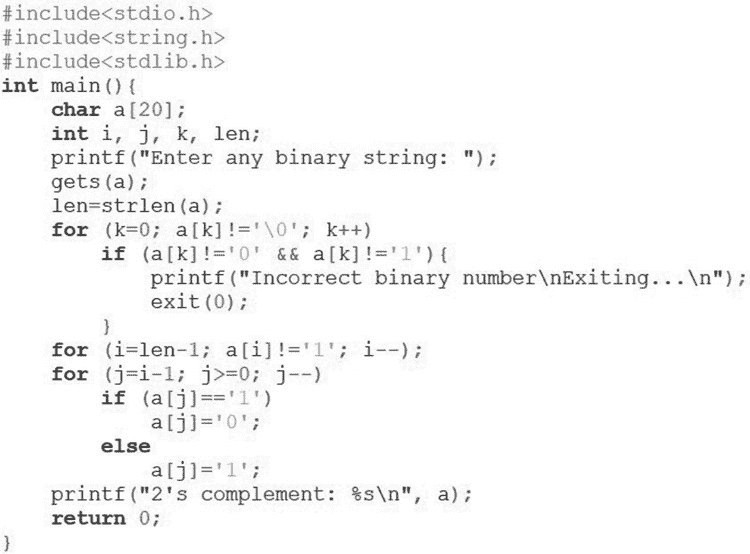 #include<stdio.h>
#include<string.h>
#include<stdlib.h>
int main(){
    char a[20];
    int i, j, k, len;
    printf("Enter any binary string: ");
    gets(a);
    len=strlen(a);
    for (k=0; a[k]!='\0'; k++)
        if (a[k]!='0' && a[k]!='1'){
            printf("Incorrect binary number\nExiting...\n");
            exit(0);
        }
    for (i=len-1; a[i]!='1'; i--);
    for (j=i-1; j>=0; j--)
        if (a[j]=='1')
            a[j]='0';
        else
            a[j]='1';
    printf("2's complement: %s\n", a);
    return 0;
}